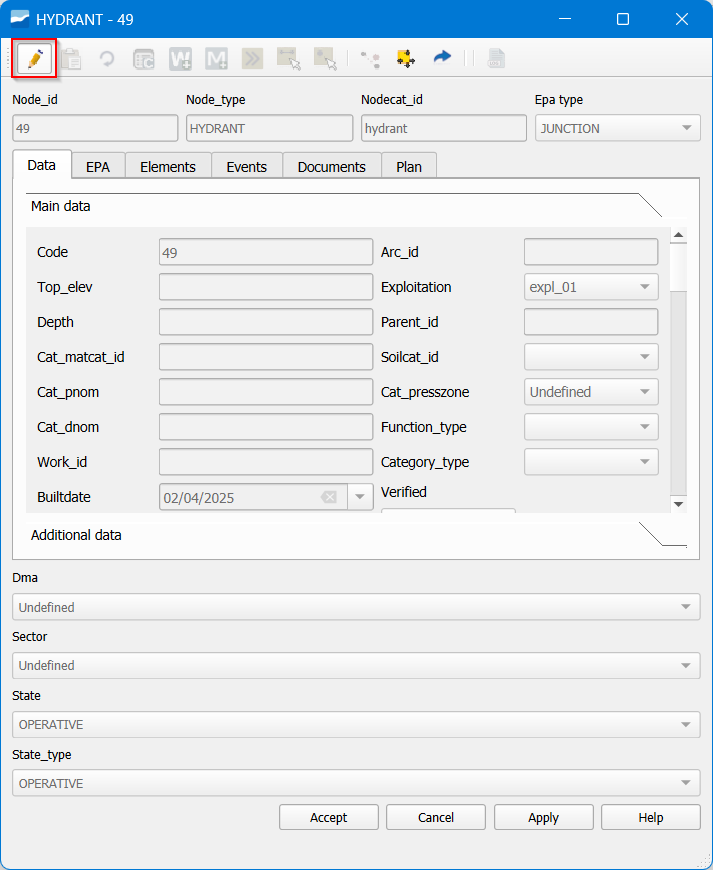 HYDRANT - 49
Node_id Node_type Nodecat_id Epa type
49 HYDRANT hydrant JUNCTION
Data EPA Elements Events Documents Plan
Main data
Code 49 Arc_id
Top_elev Exploitation expl_01
Depth Parent_id
Cat_matcat_id Soilcat_id
Cat_pnom Cat_presszone Undefined
Cat_dnom Function_type
Work_id Category_type
Builtdate 02/04/2025 Verified
Additional data
Dma
Undefined
Sector
Undefined
State
OPERATIVE
State_type
OPERATIVE
Accept Cancel Apply Help